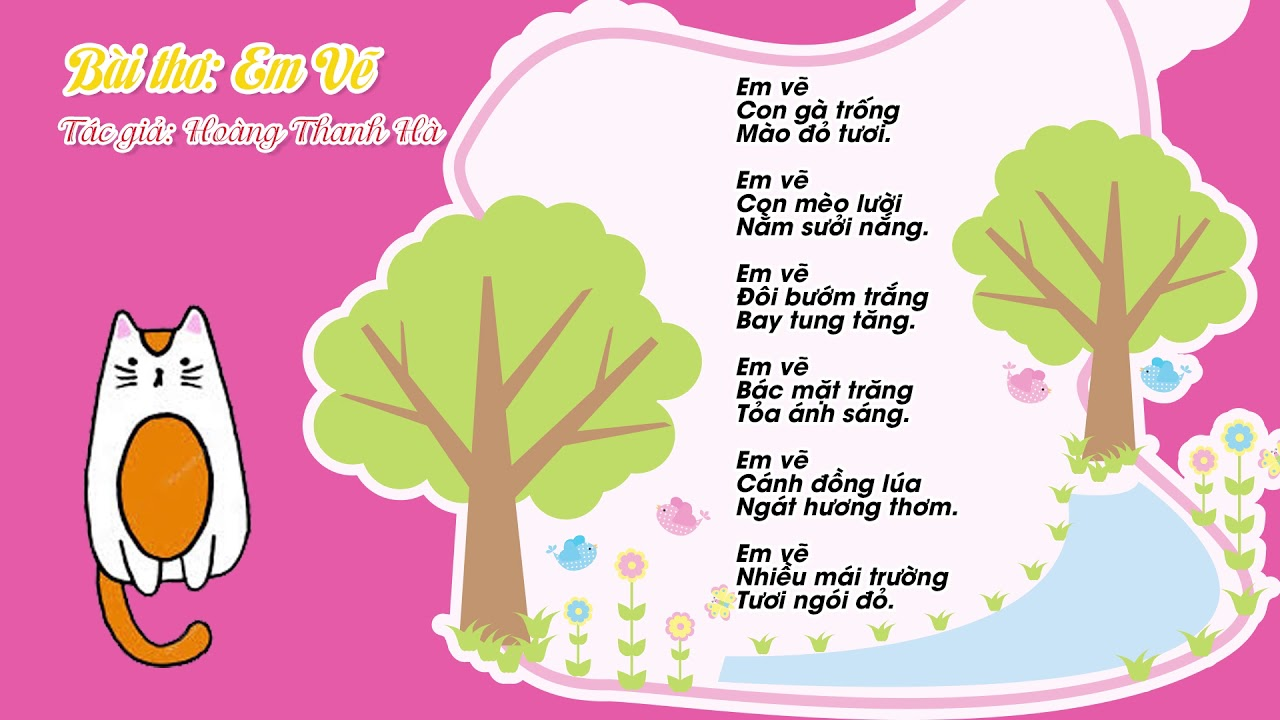 Bài thơ: Em Vẽ
Tác giả: Hoàng Thanh Hà
Em vẽ
Con gà trống
Mào đỏ tươi.
Em vẽ
Con mèo lười
Nằm sưởi nắng.
Em vẽ
Đôi bướm trắng
Bay tung tăng.
Em vẽ
Bác mặt trăng
Tỏa ánh sáng.
Em vẽ
Cánh đồng lúa
Ngát hương thơm.
Em vẽ
Nhiều mái trường
Tươi ngói đỏ.